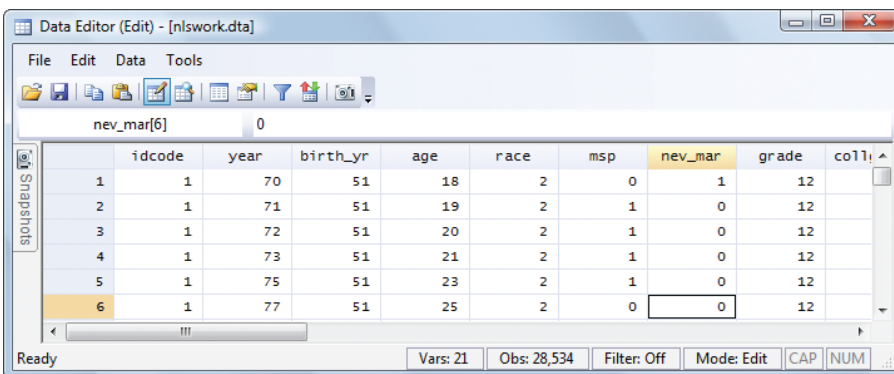 Data Editor (Edit) - [nlswork.dta]
File Edit Data Tools
nev_mar[6] 0
Snapshots
idcode year birth_yr age race msp nev_mar grade collg
1 1 70 51 18 2 0 1 12
2 1 71 51 19 2 1 0 12
3 1 72 51 20 2 1 0 12
4 1 73 51 21 2 1 0 12
5 1 75 51 23 2 1 0 12
6 1 77 51 25 2 0 0 12
Ready Vars: 21 Obs: 28,534 Filter: Off Mode: Edit CAP NUM